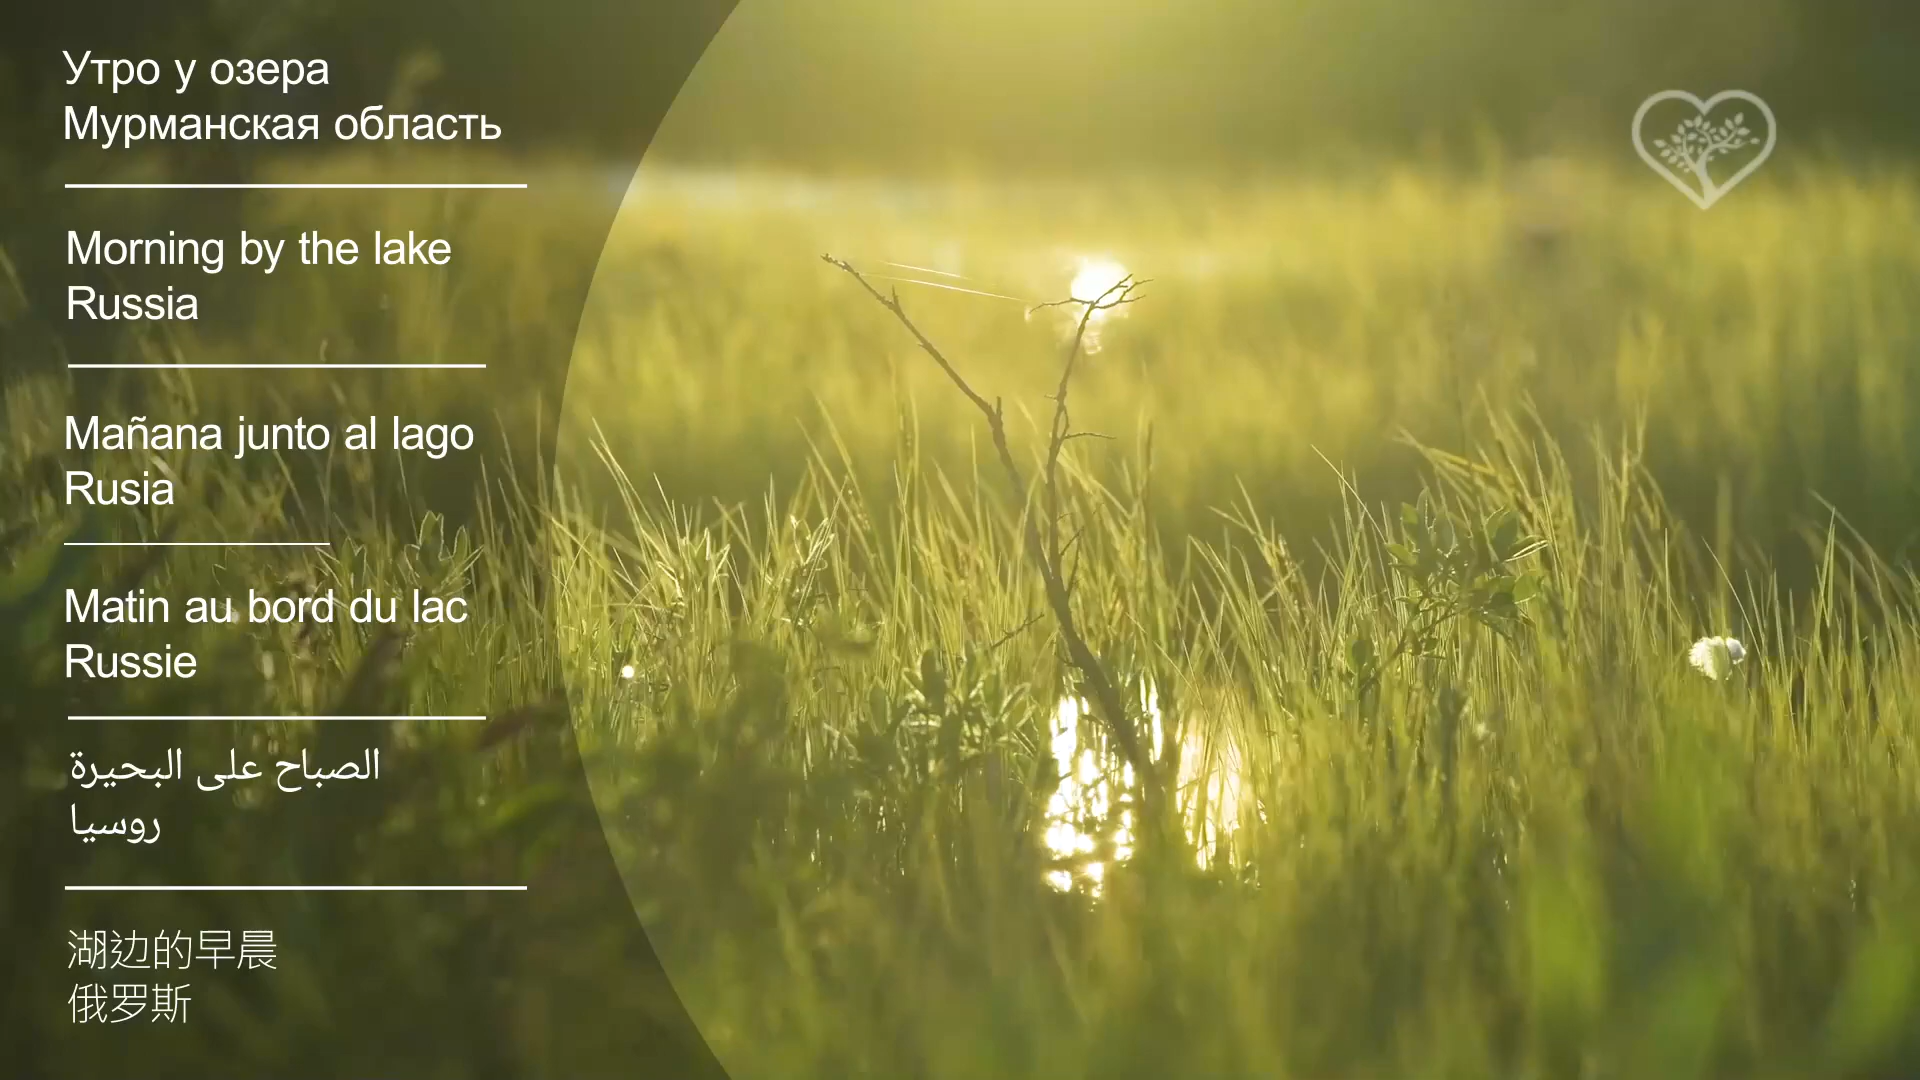 Утро у озера
Мурманская область
Morning by the lake
Russia
Mañana junto al lago
Rusia
Matin au bord du lac
Russie
الصباح على البحيرة
روسيا
湖边的早晨
俄罗斯